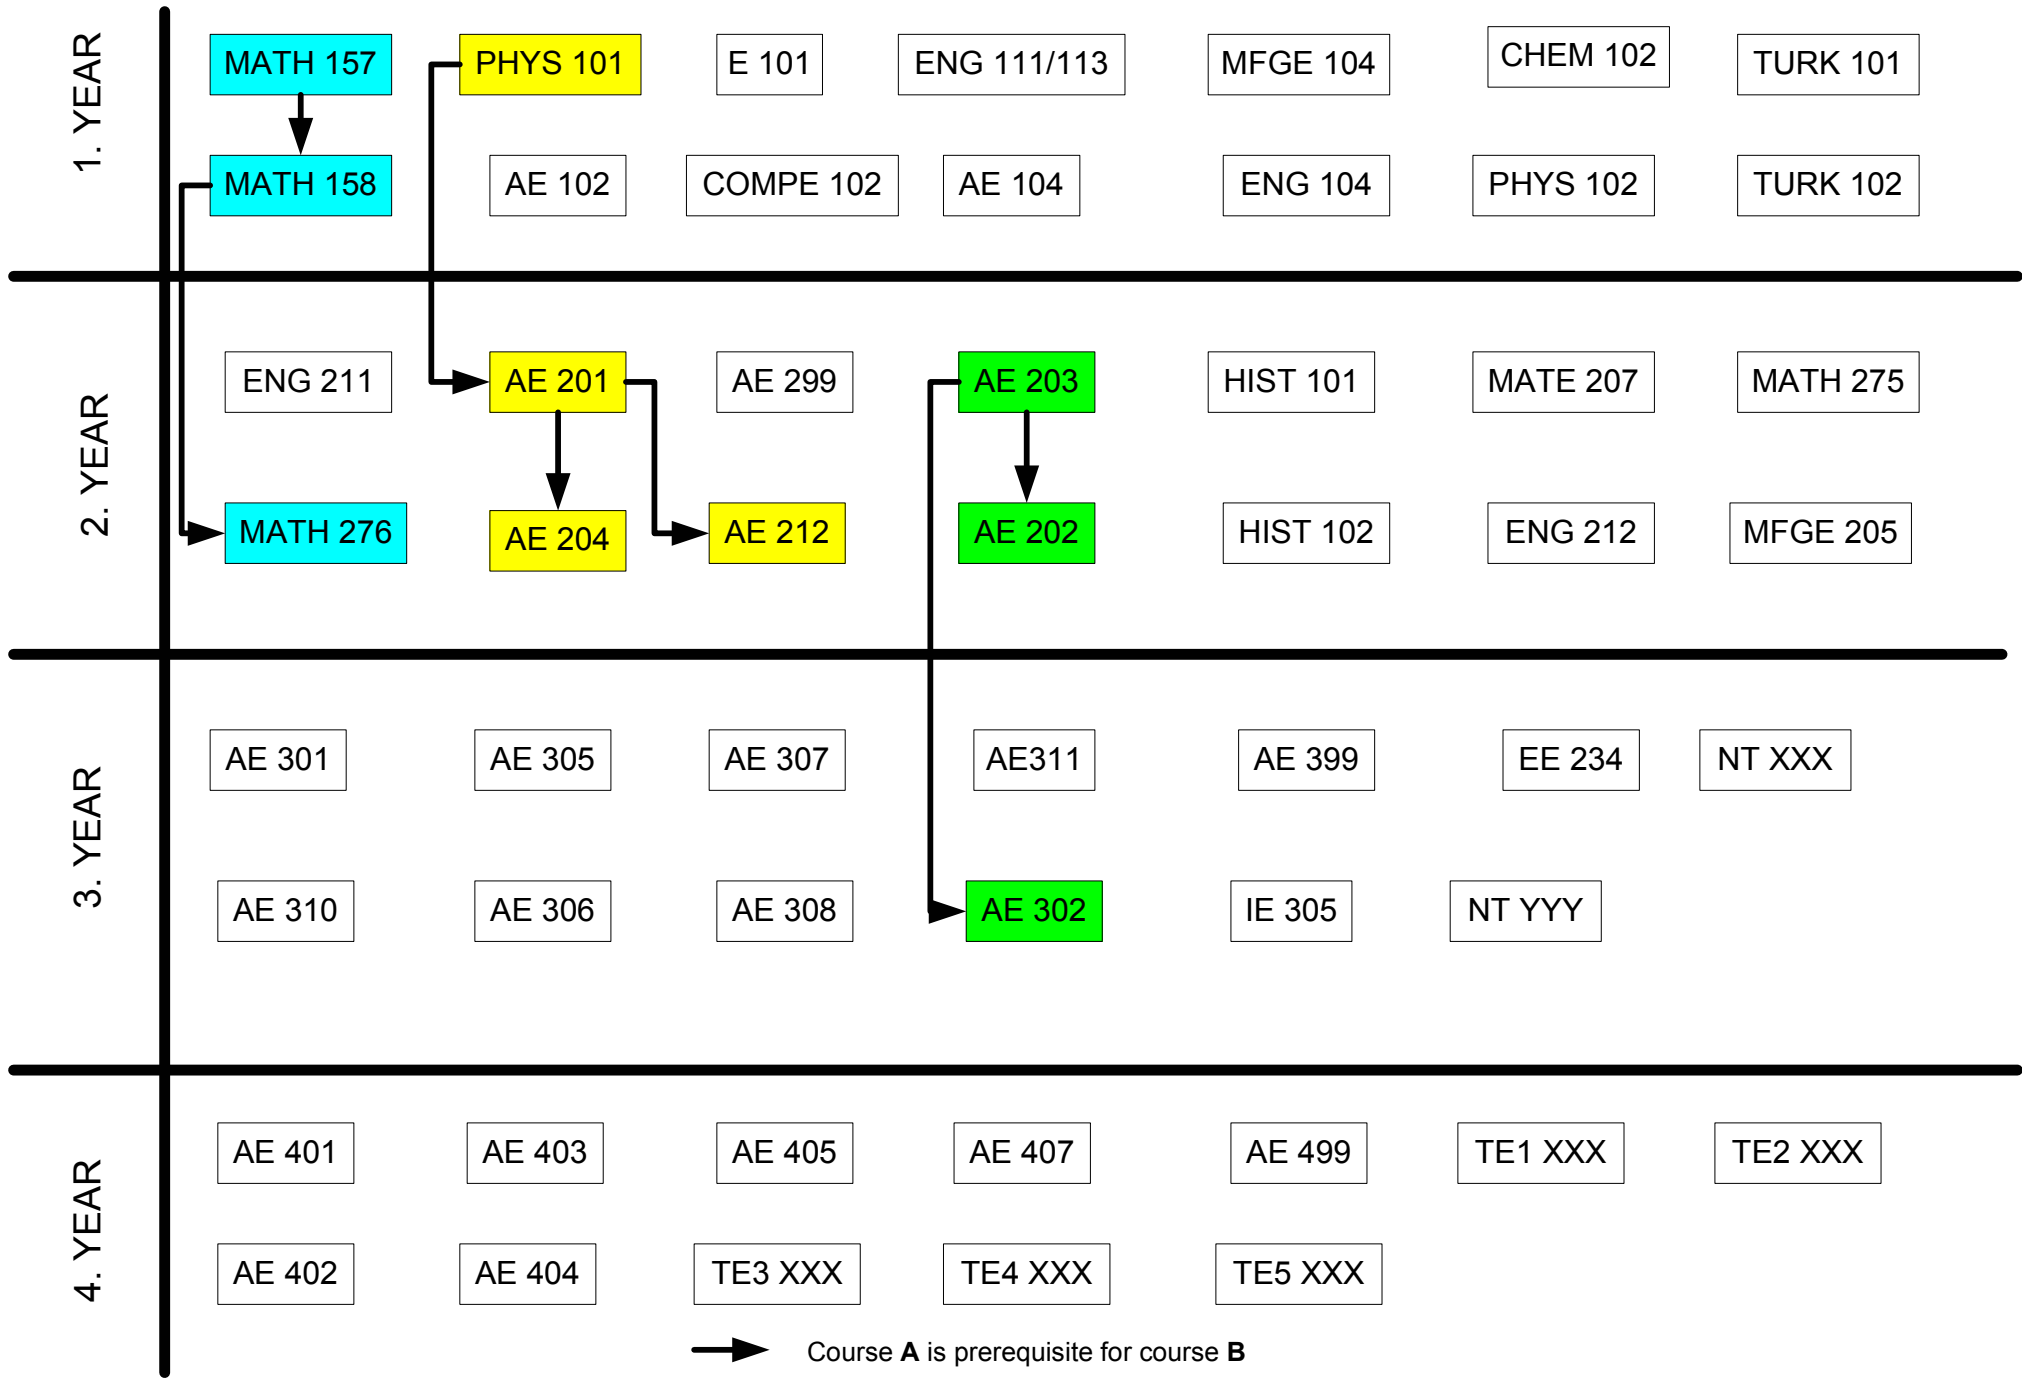 1. YEAR
MATH 157
PHYS 101
E 101
ENG 111/113
MFGE 104
CHEM 102
TURK 101
MATH 158
AE 102
COMPE 102
AE 104
ENG 104
PHYS 102
TURK 102
2. YEAR
ENG 211
AE 201
AE 299
AE 203
HIST 101
MATE 207
MATH 275
MATH 276
AE 204
AE 212
AE 202
HIST 102
ENG 212
MFGE 205
3. YEAR
AE 301
AE 305
AE 307
AE311
AE 399
EE 234
NT XXX
AE 310
AE 306
AE 308
AE 302
IE 305
NT YYY
4. YEAR
AE 401
AE 403
AE 405
AE 407
AE 499
TE1 XXX
TE2 XXX
AE 402
AE 404
TE3 XXX
TE4 XXX
TE5 XXX
Course A is prerequisite for course B